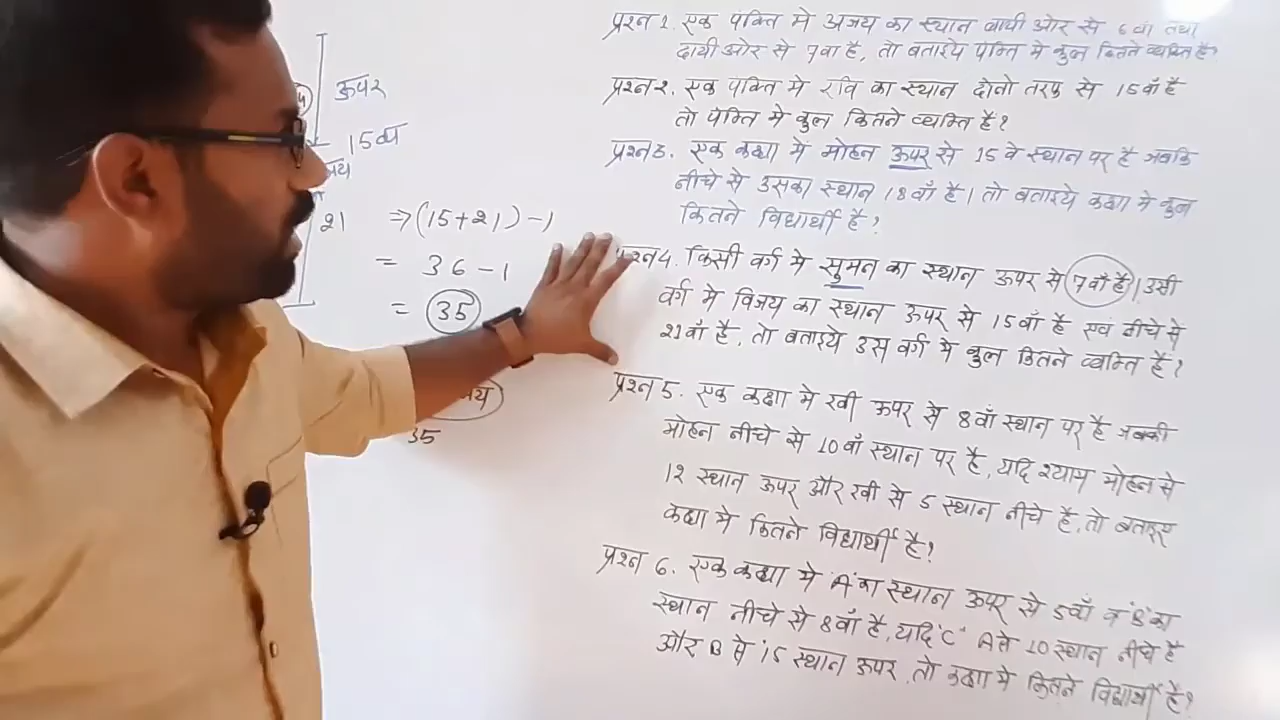 प्रश्न 1. एक पंक्ति मे अजय का स्थान बायी ओर से 6 वां तथा
दायी ओर से 7 वा है, तो बताइये पंक्ति मे कुल कितने व्यक्ति है?
प्रश्न 2. एक पंक्ति मे रवि का स्थान दोनो तरफ से 15 वाँ है
तो पंक्ति मे कुल कितने व्यक्ति है?
प्रश्न 3. एक कक्षा मे मोहन ऊपर से 15 वे स्थान पर है जबकि
नीचे से उसका स्थान 18 वाँ है। तो बताइये कक्षा मे कुल
कितने विद्यार्थी है?
प्रश्न 4. किसी वर्ग मे सुमन का स्थान ऊपर से 7 वाँ है। उसी
वर्ग मे विजय का स्थान ऊपर से 15 वाँ है एवं नीचे से
21 वाँ है, तो बताइये उस वर्ग मे कुल कितने व्यक्ति है?
प्रश्न 5. एक कक्षा मे रवी ऊपर से 8 वाँ स्थान पर है जबकी
मोहन नीचे से 10 वाँ स्थान पर है, यदि श्याम मोहन से
12 स्थान ऊपर और रवी से 5 स्थान नीचे है, तो बताइए
कक्षा मे कितने विद्यार्थी है?
प्रश्न 6. एक कक्षा मे 'A' का स्थान ऊपर से 5 वाँ व 'B' का
स्थान नीचे से 8 वाँ है, यदि "C" A से 10 स्थान नीचे है
और B से 15 स्थान ऊपर, तो कक्षा मे कितने विद्यार्थी है?
ऊपर
15 वा
21
⇒ (15+21) - 1
= 36 - 1
= 35
35